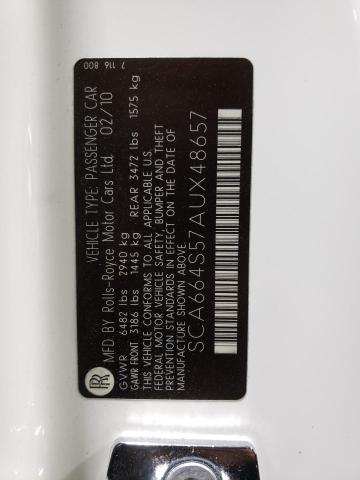 7 116 800
VEHICLE TYPE: PASSENGER CAR
MFD BY Rolls-Royce Motor Cars Ltd. 02/10
GVWR 6482 lbs 2940 kg
GAWR FRONT 3186 lbs 1445 kg REAR 3472 lbs 1575 kg
THIS VEHICLE CONFORMS TO ALL APPLICABLE U.S.
FEDERAL MOTOR VEHICLE SAFETY, BUMPER AND THEFT
PREVENTION STANDARDS IN EFFECT ON THE DATE OF
MANUFACTURE SHOWN ABOVE.
SCA664S57AUX48657
RR